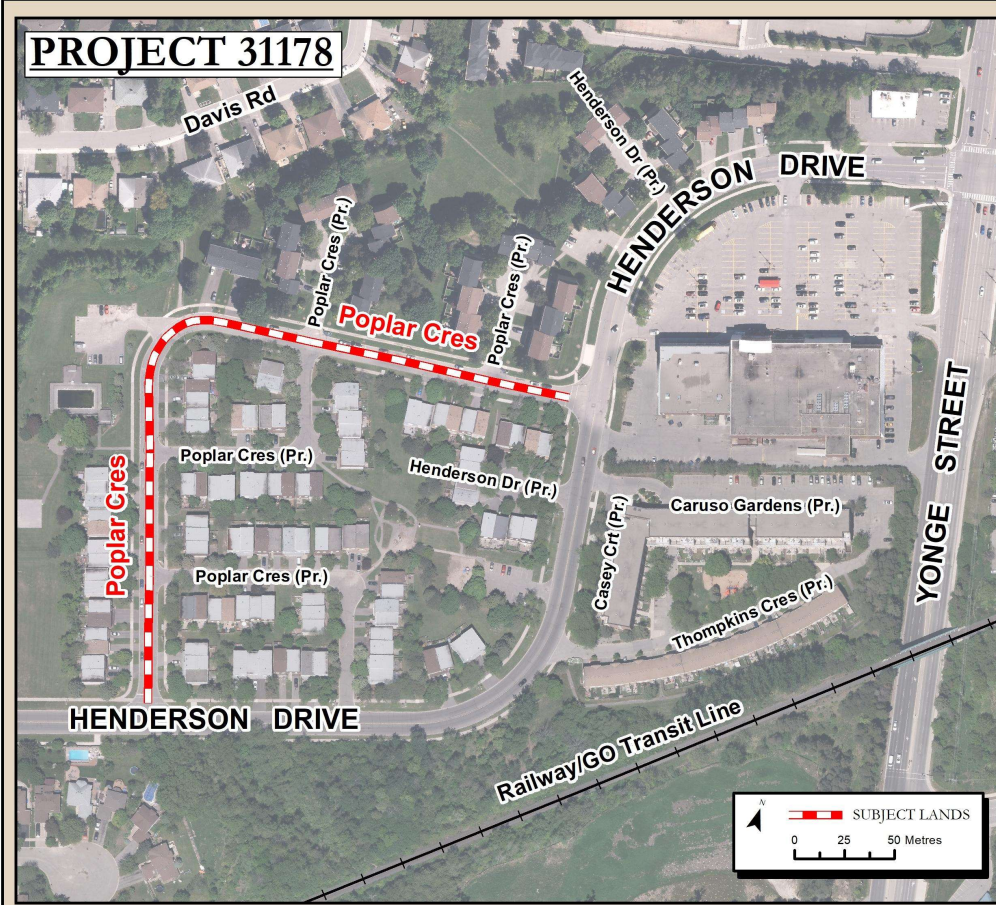 PROJECT 31178
Davis Rd
Henderson Dr (Pr.)
HENDERSON DRIVE
Poplar Cres (Pr.)
Poplar Cres (Pr.)
Poplar Cres
Poplar Cres (Pr.)
Henderson Dr (Pr.)
Poplar Cres
Poplar Cres (Pr.)
Casey Crt (Pr.)
Caruso Gardens (Pr.)
Thompkins Cres (Pr.)
YONGE STREET
HENDERSON DRIVE
Railway/GO Transit Line
N
SUBJECT LANDS
0 25 50 Metres